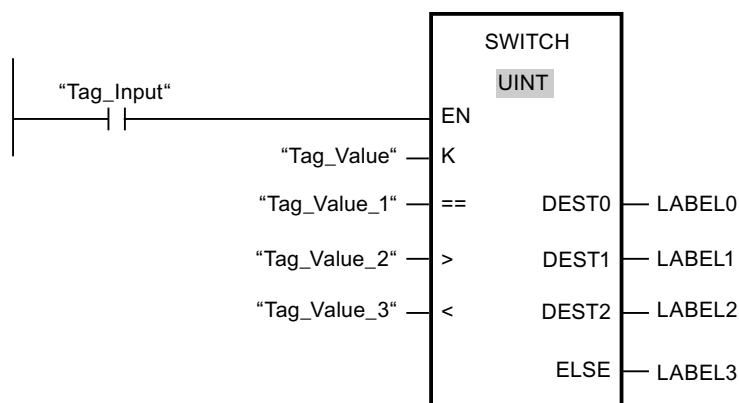 SWITCH
UINT
“Tag_Input“
EN
“Tag_Value“ K
“Tag_Value_1“ == DEST0 LABEL0
“Tag_Value_2“ > DEST1 LABEL1
“Tag_Value_3“ < DEST2 LABEL2
ELSE LABEL3